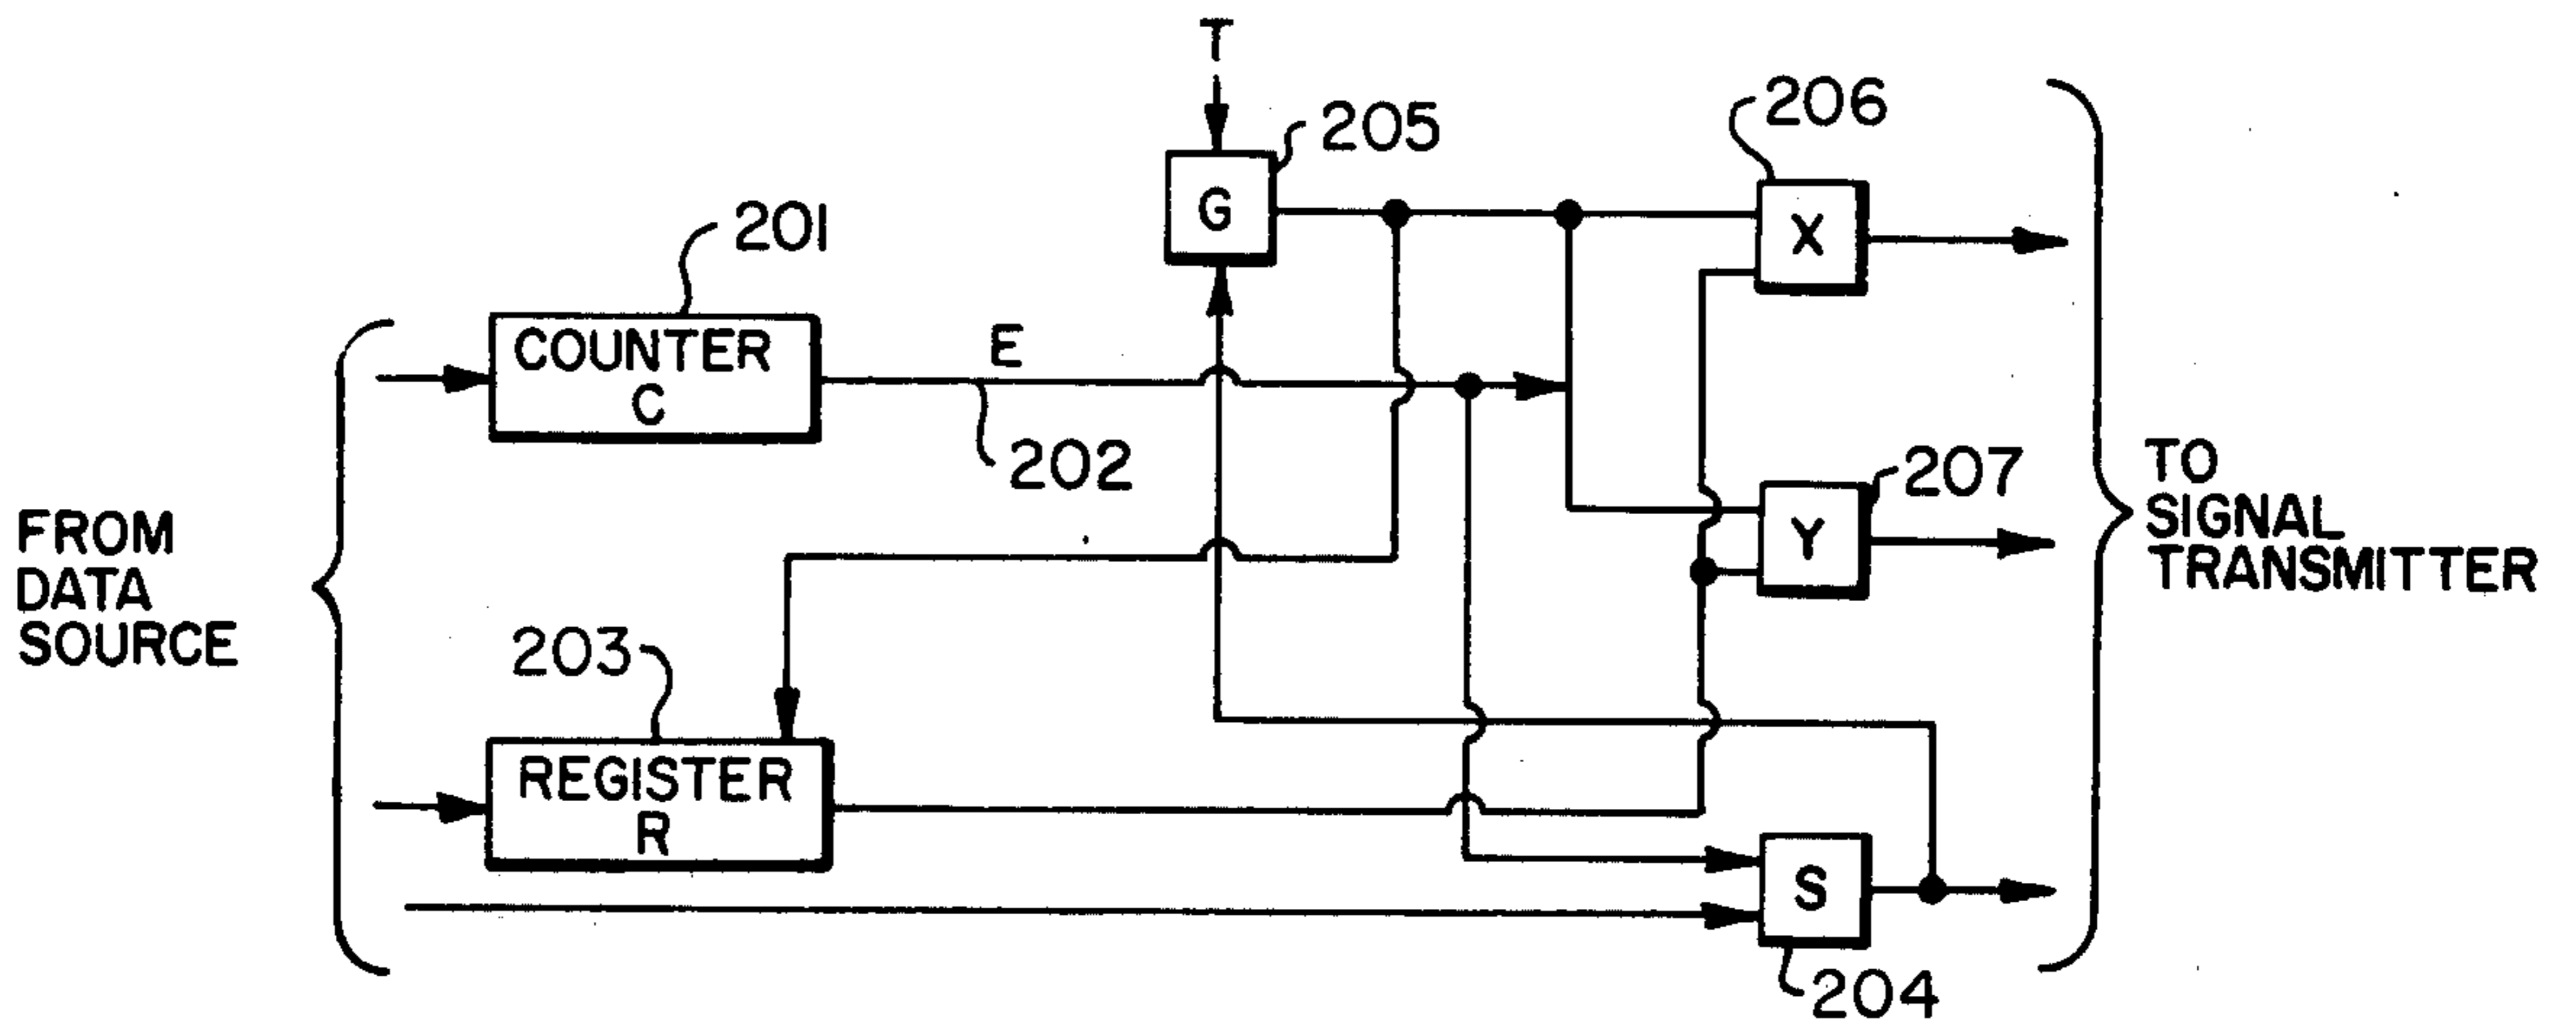 T
205
G
206
X
201
COUNTER
C
E
202
207
Y
TO
SIGNAL
TRANSMITTER
FROM
DATA
SOURCE
203
REGISTER
R
S
204